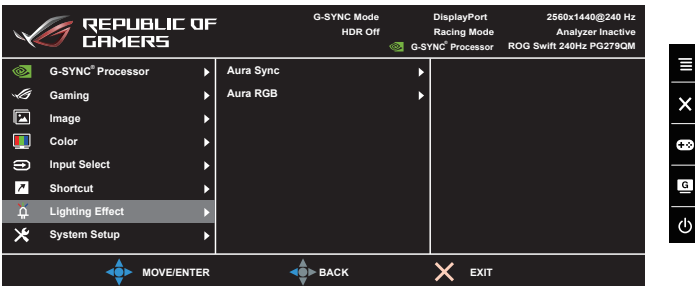 REPUBLIC OF
GAMERS
G-SYNC Mode
HDR Off
DisplayPort
Racing Mode
G-SYNC® Processor
2560x1440@240 Hz
Analyzer Inactive
ROG Swift 240Hz PG279QM
G-SYNC® Processor
Aura Sync
Gaming
Aura RGB
Image
Color
Input Select
Shortcut
Lighting Effect
System Setup
MOVE/ENTER
BACK
EXIT
G